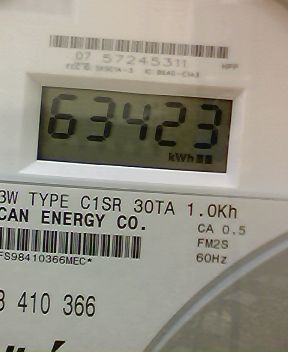 07 57245311
HPP
63423
kWh
3W TYPE C1SR 30TA 1.0Kh
CAN ENERGY CO.
CA 0.5
FM2S
60Hz
FS98410366MEC*
3 410 366